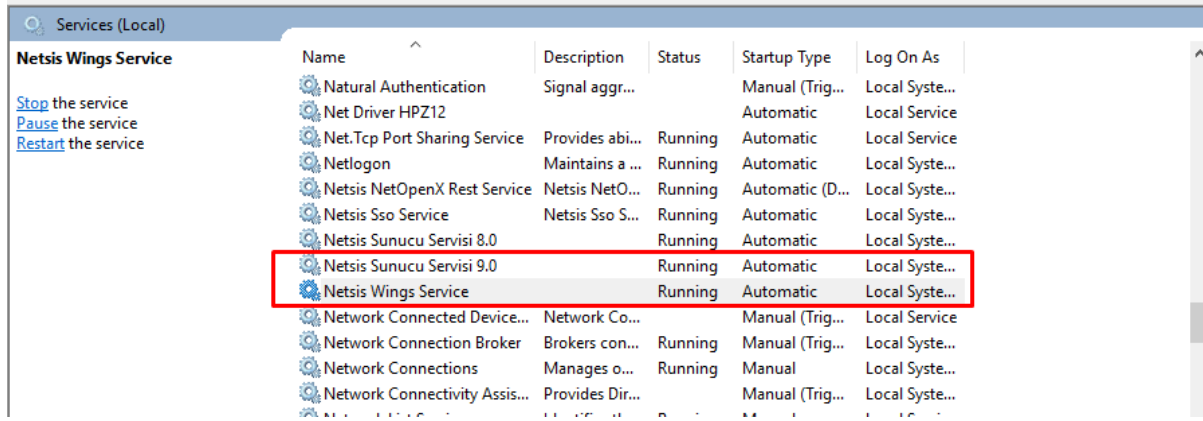 Services (Local)
Netsis Wings Service
Stop the service
Pause the service
Restart the service
Name Description Status Startup Type Log On As
Natural Authentication Signal aggr... Manual (Trig... Local Syste...
Net Driver HPZ12 Automatic Local Service
Net.Tcp Port Sharing Service Provides abi... Running Automatic Local Service
Netlogon Maintains a ... Running Automatic Local Syste...
Netsis NetOpenX Rest Service Netsis NetO... Running Automatic (D... Local Syste...
Netsis Sso Service Netsis Sso S... Running Automatic Local Syste...
Netsis Sunucu Servisi 8.0 Running Automatic Local Syste...
Netsis Sunucu Servisi 9.0 Running Automatic Local Syste...
Netsis Wings Service Running Automatic Local Syste...
Network Connected Device... Network Co... Manual (Trig... Local Service
Network Connection Broker Brokers con... Running Manual (Trig... Local Syste...
Network Connections Manages o... Running Manual Local Syste...
Network Connectivity Assis... Provides Dir... Manual (Trig... Local Syste...